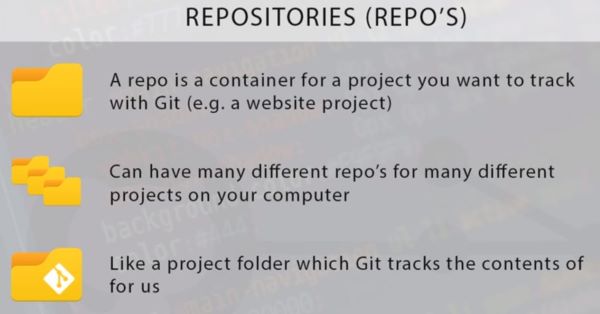 REPOSITORIES (REPO'S)
A repo is a container for a project you want to track
with Git (e.g. a website project)
Can have many different repo's for many different
projects on your computer
Like a project folder which Git tracks the contents of
for us